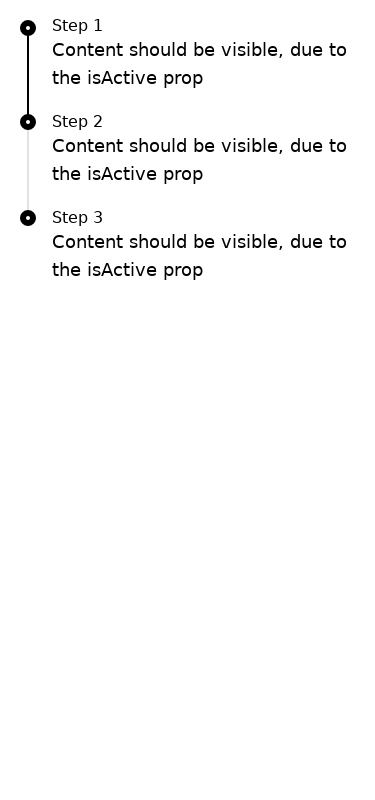 Step 1
Content should be visible, due to
the isActive prop
Step 2
Content should be visible, due to
the isActive prop
Step 3
Content should be visible, due to
the isActive prop